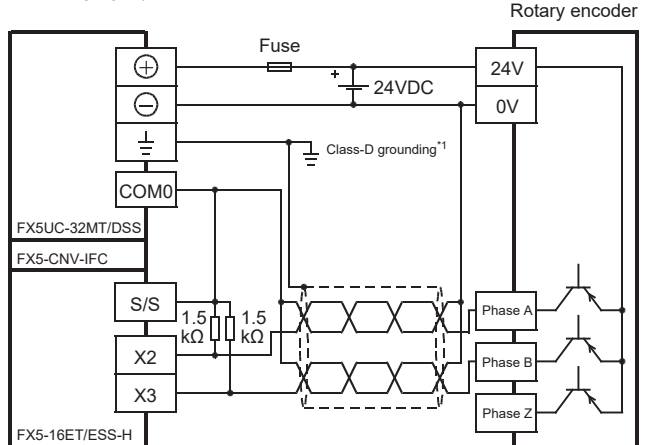 Rotary encoder
Fuse
+
24V
24VDC
0V
Class-D grounding*1
COM0
FX5UC-32MT/DSS
FX5-CNV-IFC
S/S
1.5
kΩ
1.5
kΩ
Phase A
X2
Phase B
X3
Phase Z
FX5-16ET/ESS-H